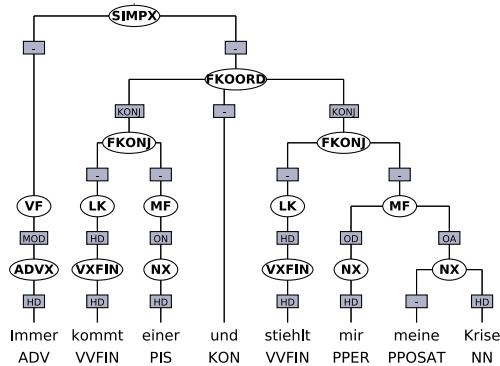 SIMPX
- -
FKOORD
KONJ - KONJ
FKONJ FKONJ
- - - -
VF LK MF LK MF
MOD HD ON HD OD OA
ADVX VXFIN NX VXFIN NX NX
HD HD HD HD HD - HD
Immer kommt einer und stiehlt mir meine Krise
ADV VVFIN PIS KON VVFIN PPER PPOSAT NN